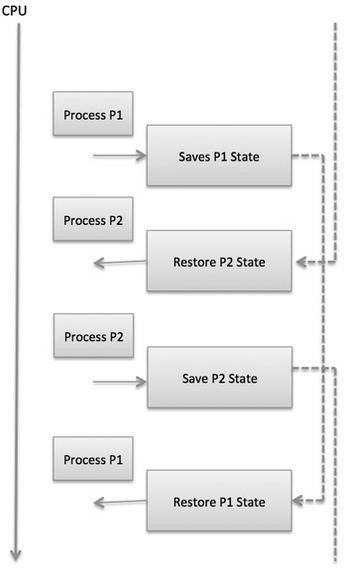 CPU
Process P1
Saves P1 State
Process P2
Restore P2 State
Process P2
Save P2 State
Process P1
Restore P1 State